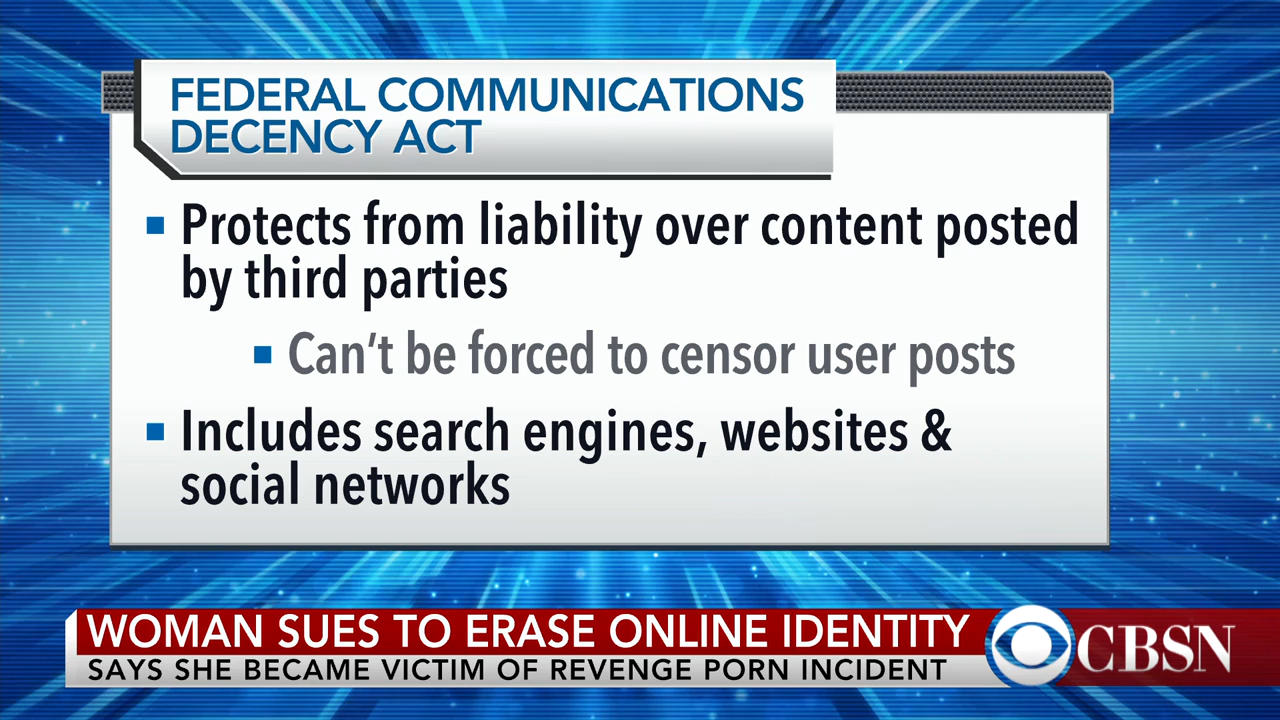 FEDERAL COMMUNICATIONS
DECENCY ACT
Protects from liability over content posted
by third parties
Can't be forced to censor user posts
Includes search engines, websites &
social networks
WOMAN SUES TO ERASE ONLINE IDENTITY
SAYS SHE BECAME VICTIM OF REVENGE PORN INCIDENT
CBSN